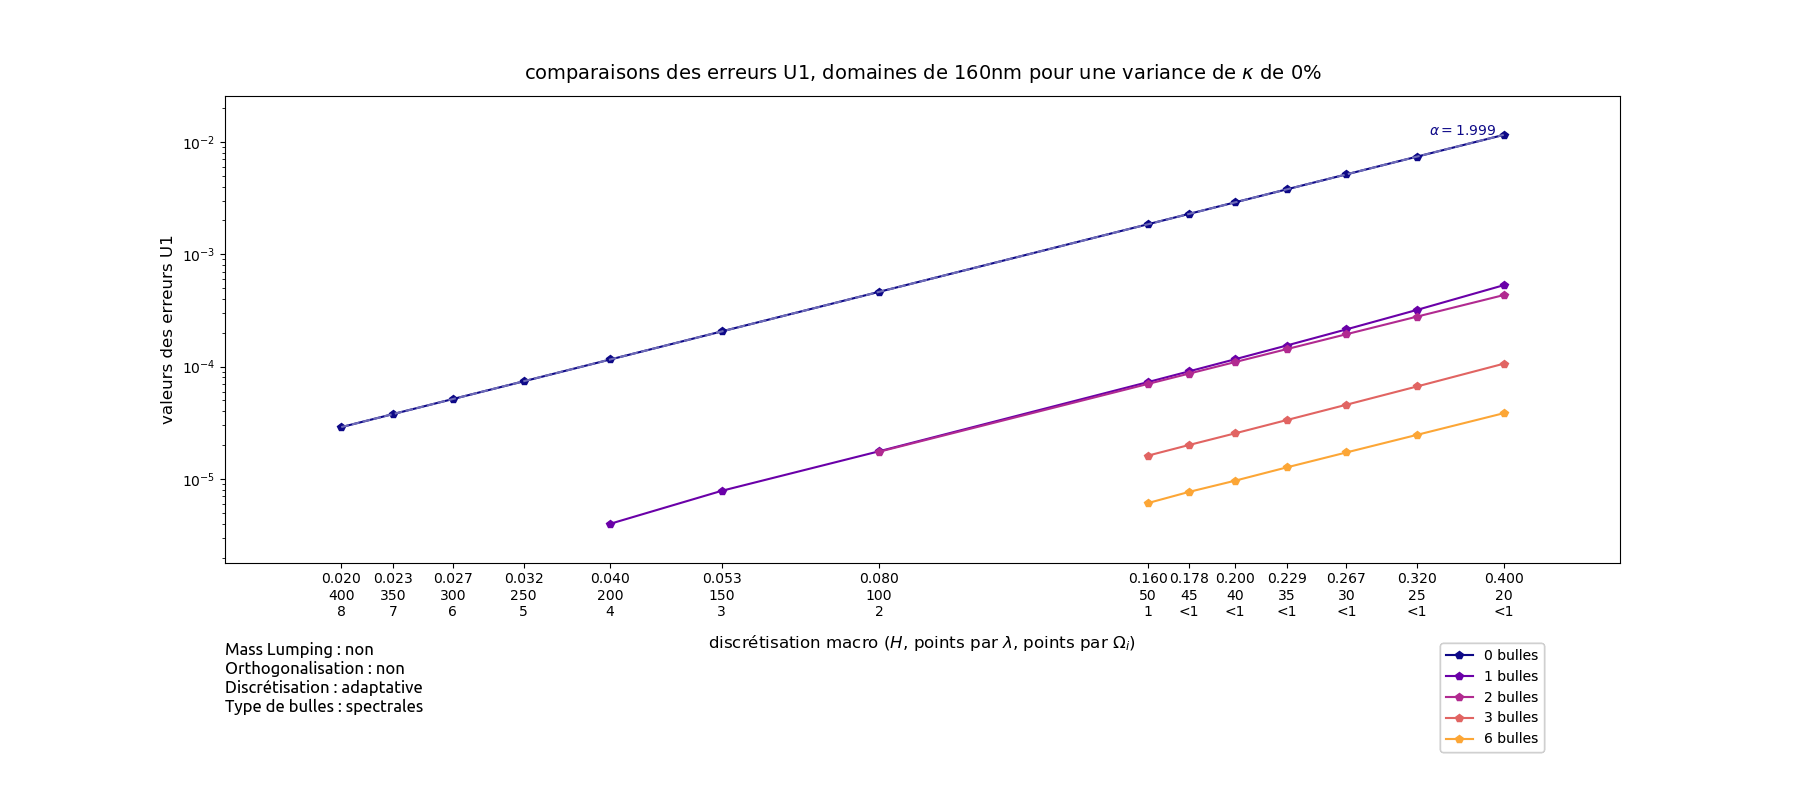 comparaisons des erreurs U1, domaines de 160nm pour une variance de κ de 0%
α = 1.999
valeurs des erreurs U1
10⁻²
10⁻³
10⁻⁴
10⁻⁵
0.020 0.023 0.027 0.032 0.040 0.053 0.080 0.160 0.178 0.200 0.229 0.267 0.320 0.400
400 350 300 250 200 150 100 50 45 40 35 30 25 20
8 7 6 5 4 3 2 1 <1 <1 <1 <1 <1 <1
discrétisation macro (H, points par λ, points par Ωᵢ)
Mass Lumping : non
Orthogonalisation : non
Discrétisation : adaptative
Type de bulles : spectrales
0 bulles
1 bulles
2 bulles
3 bulles
6 bulles